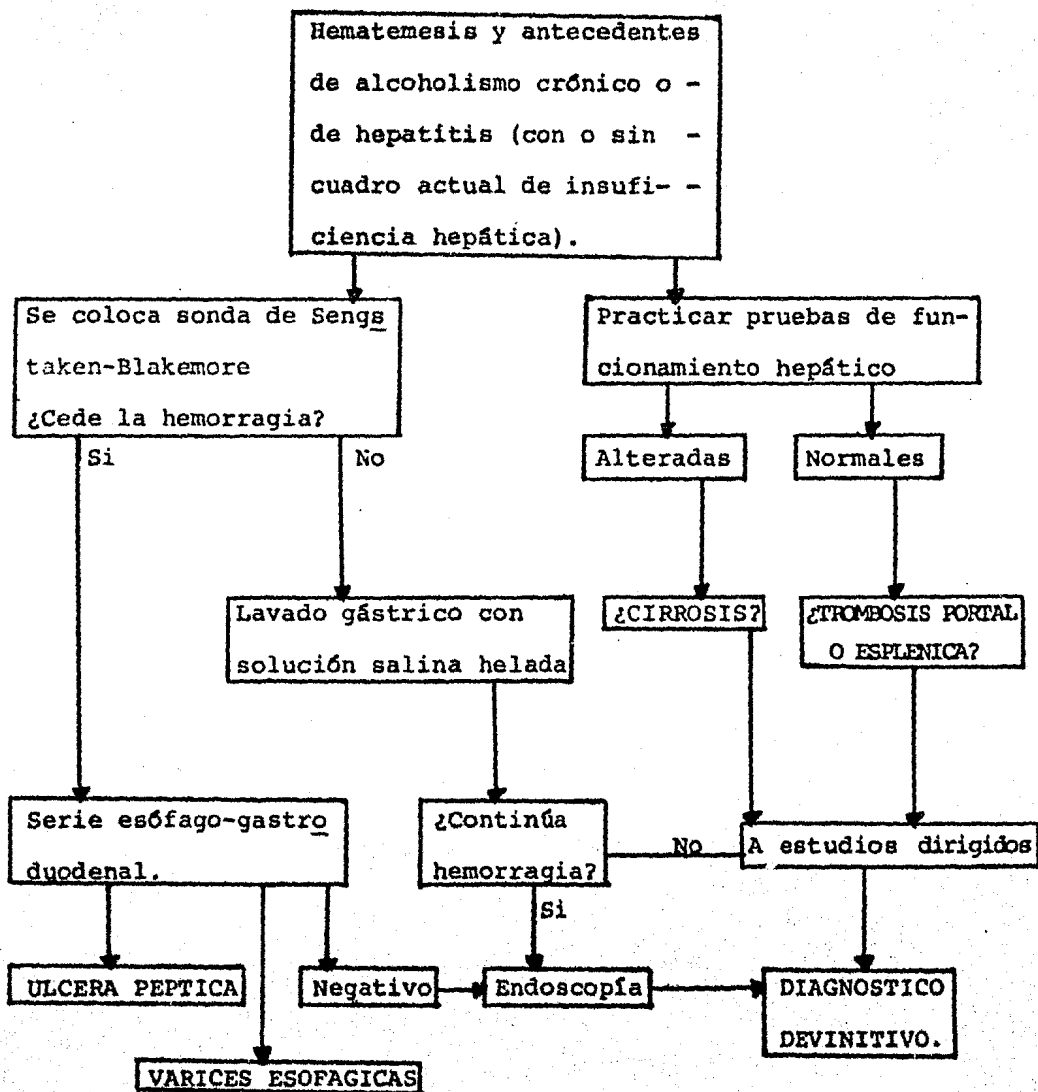 Hematemesis y antecedentes
de alcoholismo crónico o -
de hepatitis (con o sin -
cuadro actual de insufi- -
ciencia hepática).
Se coloca sonda de Sengs
taken-Blakemore
¿Cede la hemorragia?
Practicar pruebas de fun-
cionamiento hepático
Si
No
Alteradas
Normales
Lavado gástrico con
solución salina helada
¿CIRROSIS?
¿TROMBOSIS PORTAL
O ESPLENICA?
Serie esófago-gastro
duodenal.
¿Continúa
hemorragia?
No
A estudios dirigidos
Si
ULCERA PEPTICA
Negativo
Endoscopía
DIAGNOSTICO
DEVINITIVO.
VARICES ESOFAGICAS